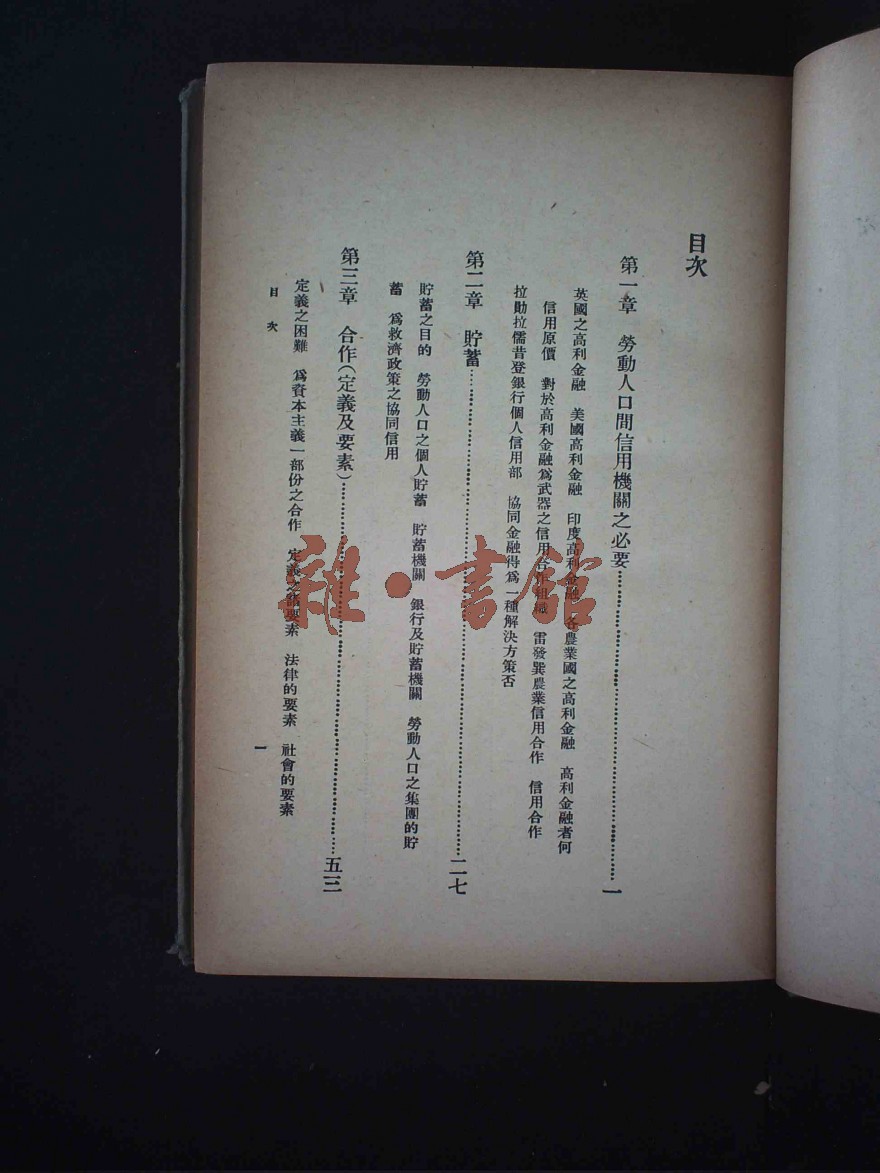 目次
第一章　勞動人口間信用機關之必要…………一
英國之高利金融　美國高利金融　印度高利金融　各農業國之高利金融　高利金融者何
信用原價　對於高利金融爲武器之信用合作組織　雷發巽農業信用合作　信用合作
拉勛拉儒昔登銀行個人信用部　協同金融得爲一種解決方策否
第二章　貯蓄…………二七
貯蓄之目的　勞動人口之個人貯蓄　貯蓄機關　銀行及貯蓄機關　勞動人口之集團的貯
蓄　爲救濟政策之協同信用
第三章　合作（定義及要素）…………五三
定義之困難　爲資本主義一部份之合作　定義之諸要素　法律的要素　社會的要素
目次
一
雜·書館